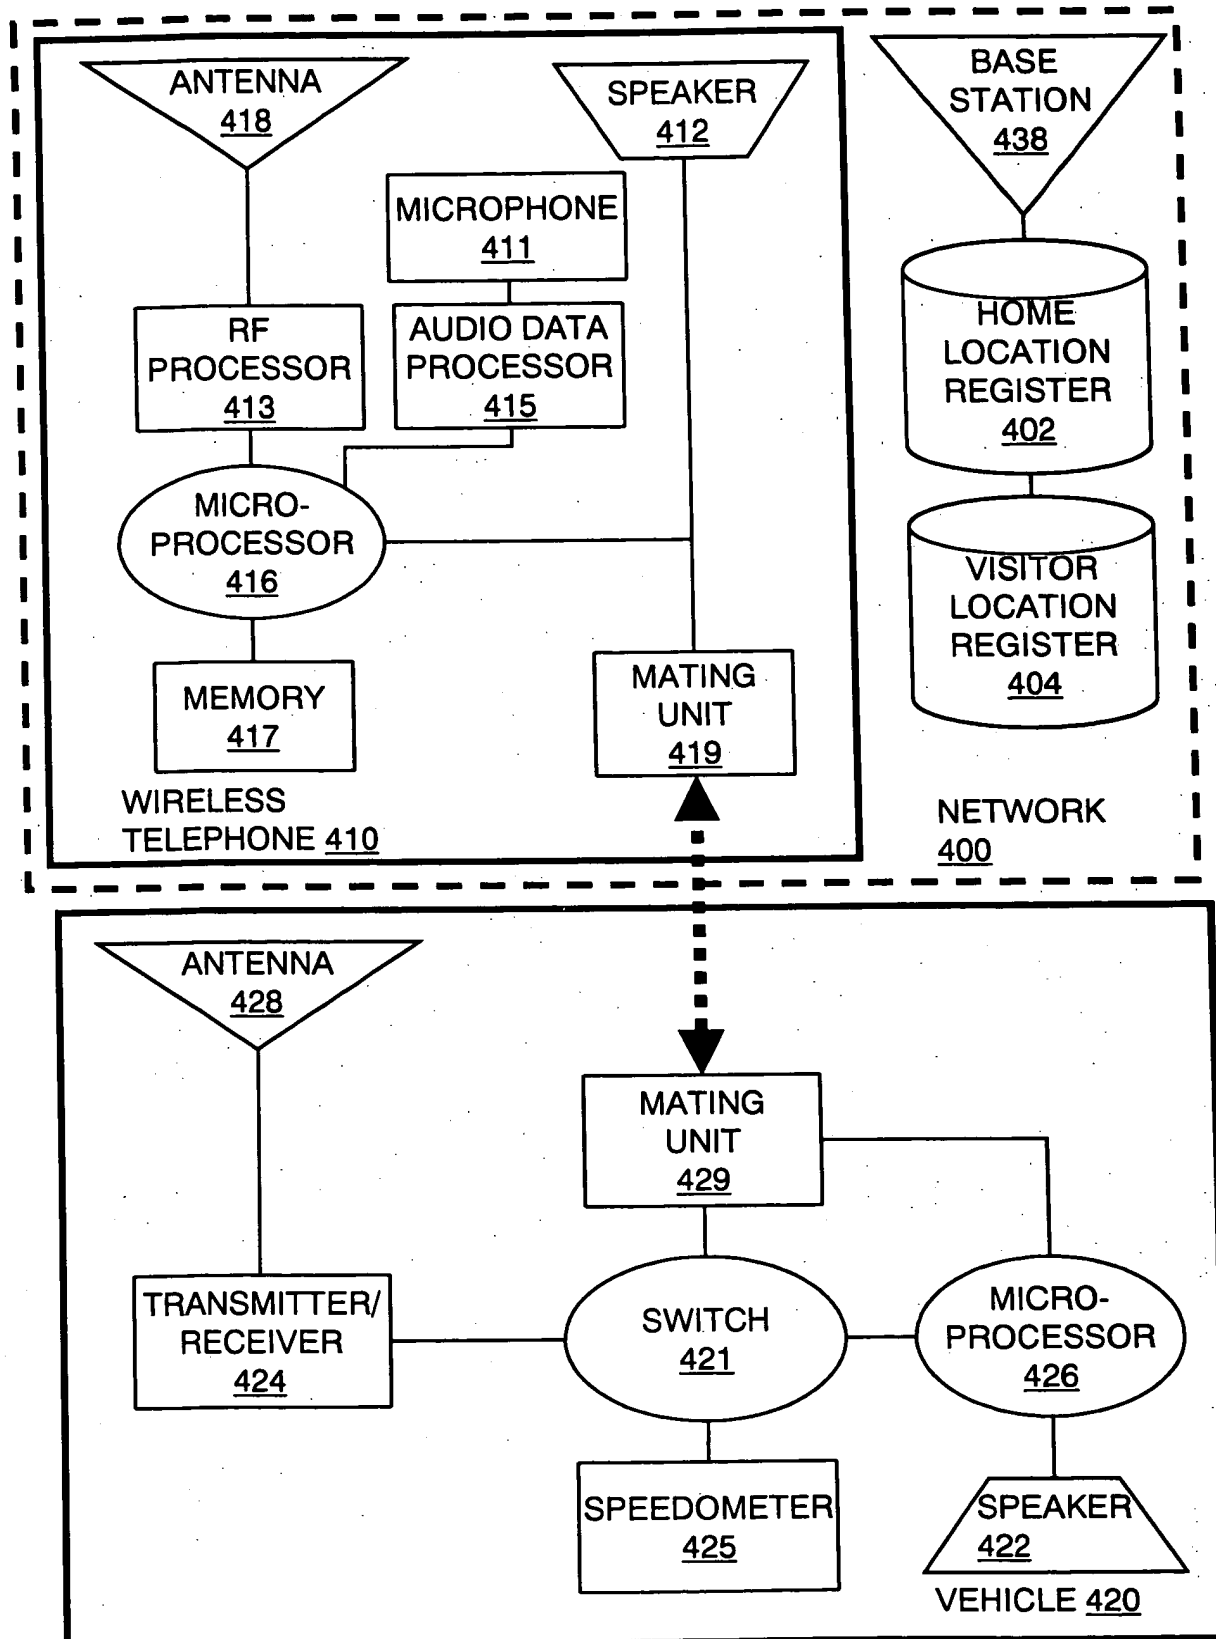 ANTENNA
418
SPEAKER
412
BASE
STATION
438
MICROPHONE
411
HOME
LOCATION
REGISTER
402
RF
PROCESSOR
413
AUDIO DATA
PROCESSOR
415
MICRO-
PROCESSOR
416
VISITOR
LOCATION
REGISTER
404
MEMORY
417
MATING
UNIT
419
WIRELESS
TELEPHONE 410
NETWORK
400
ANTENNA
428
MATING
UNIT
429
TRANSMITTER/
RECEIVER
424
SWITCH
421
MICRO-
PROCESSOR
426
SPEEDOMETER
425
SPEAKER
422
VEHICLE 420